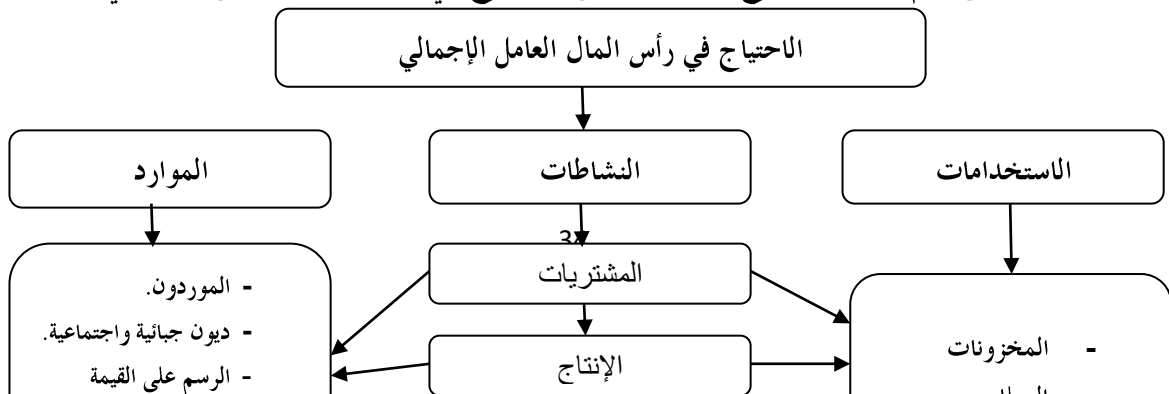 الاحتياج في رأس المال العامل الإجمالي
الاستخدامات
النشاطات
الموارد
المشتريات
الإنتاج
- المخزونات
- الموردون.
- ديون جبائية واجتماعية.
- الرسم على القيمة